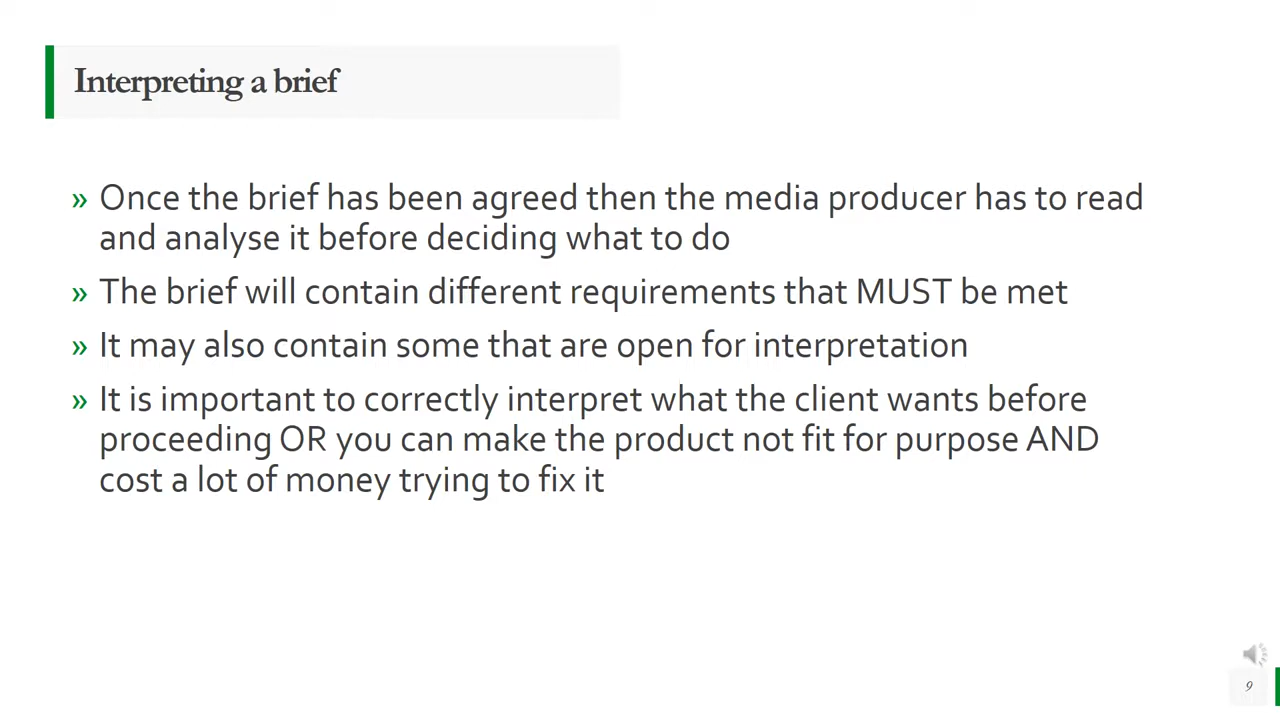 Interpreting a brief
» Once the brief has been agreed then the media producer has to read
and analyse it before deciding what to do
» The brief will contain different requirements that MUST be met
» It may also contain some that are open for interpretation
» It is important to correctly interpret what the client wants before
proceeding OR you can make the product not fit for purpose AND
cost a lot of money trying to fix it
9